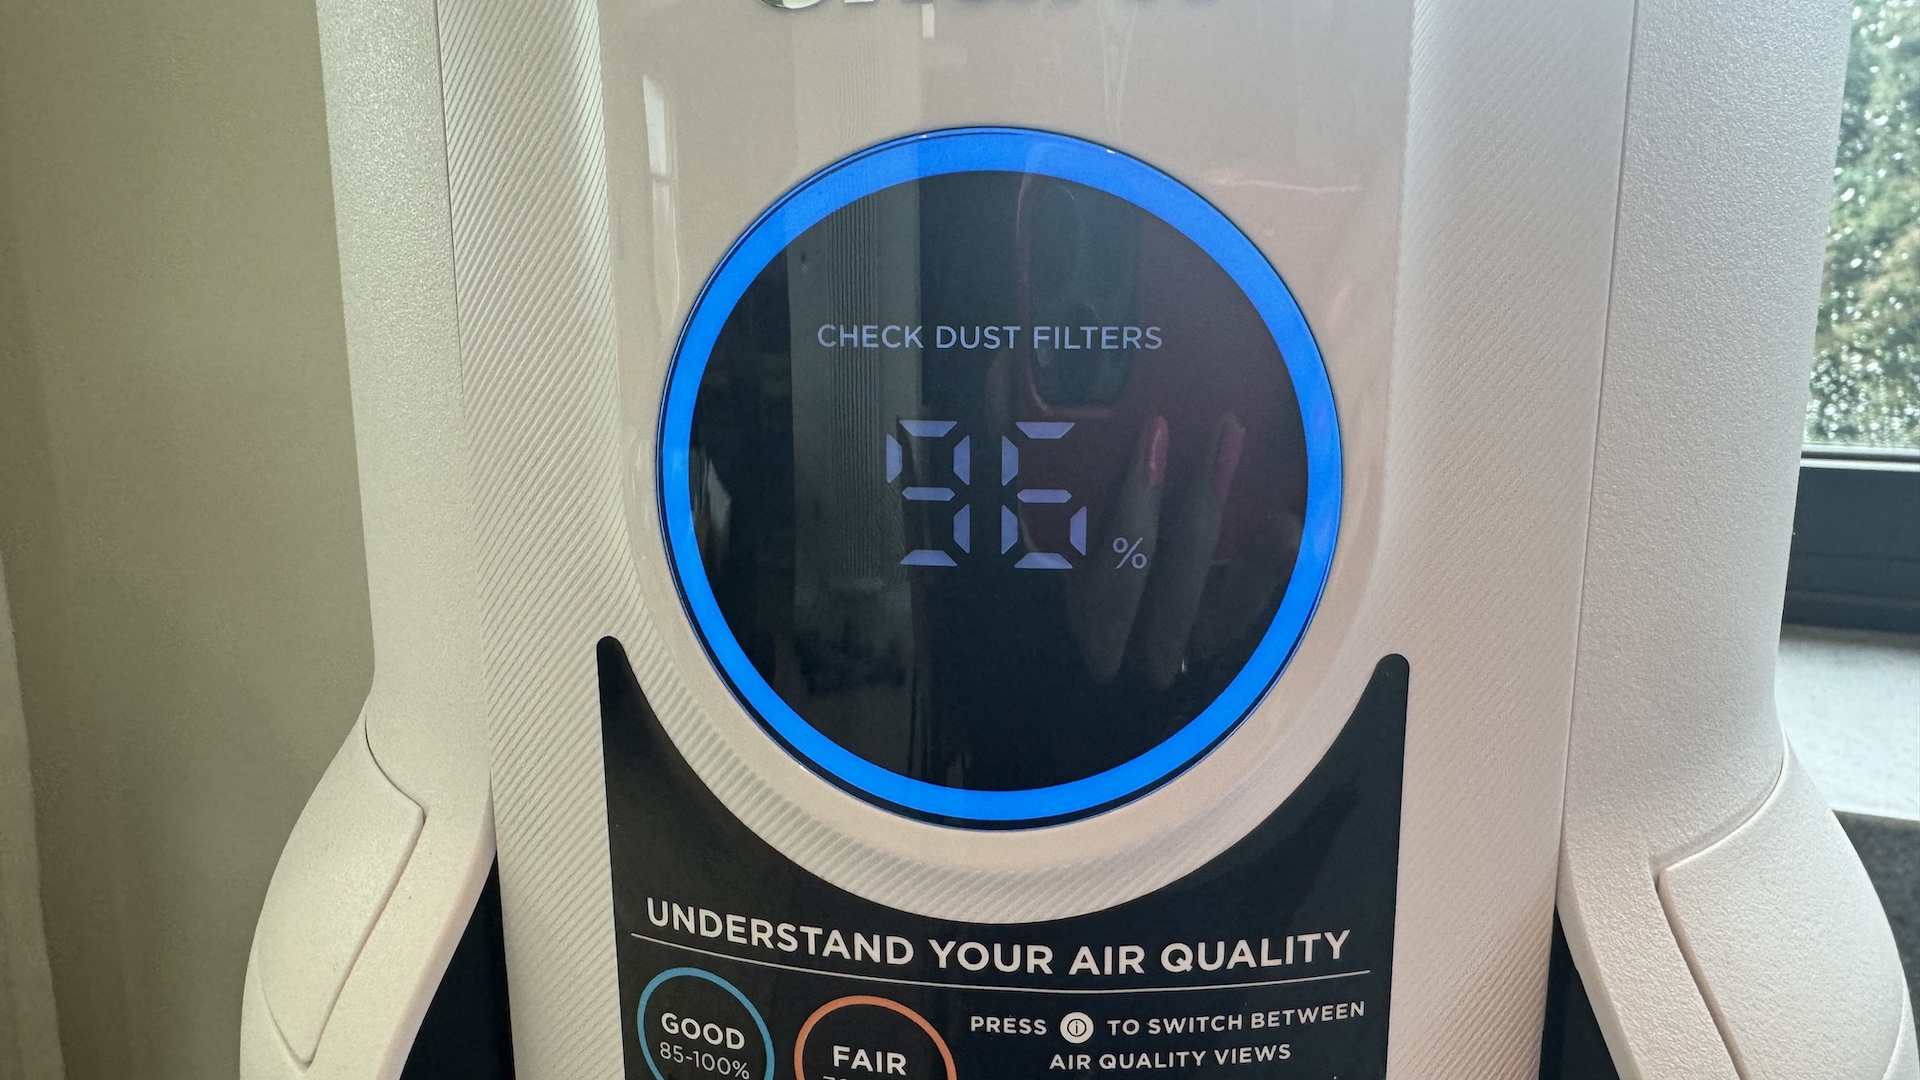 CHECK DUST FILTERS
96 %
UNDERSTAND YOUR AIR QUALITY
GOOD
85-100%
FAIR
PRESS TO SWITCH BETWEEN
AIR QUALITY VIEWS